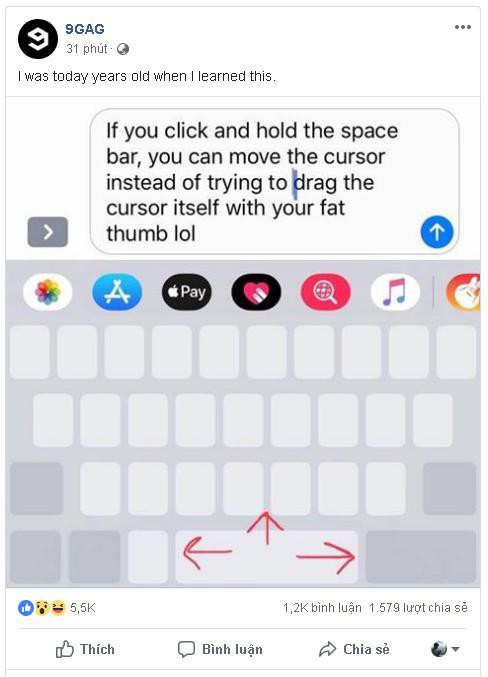 9GAG
31 phút ·
I was today years old when I learned this.
If you click and hold the space
bar, you can move the cursor
instead of trying to drag the
cursor itself with your fat
thumb lol
Pay
5,5K
1,2K bình luận 1.579 lượt chia sẻ
Thích Bình luận Chia sẻ